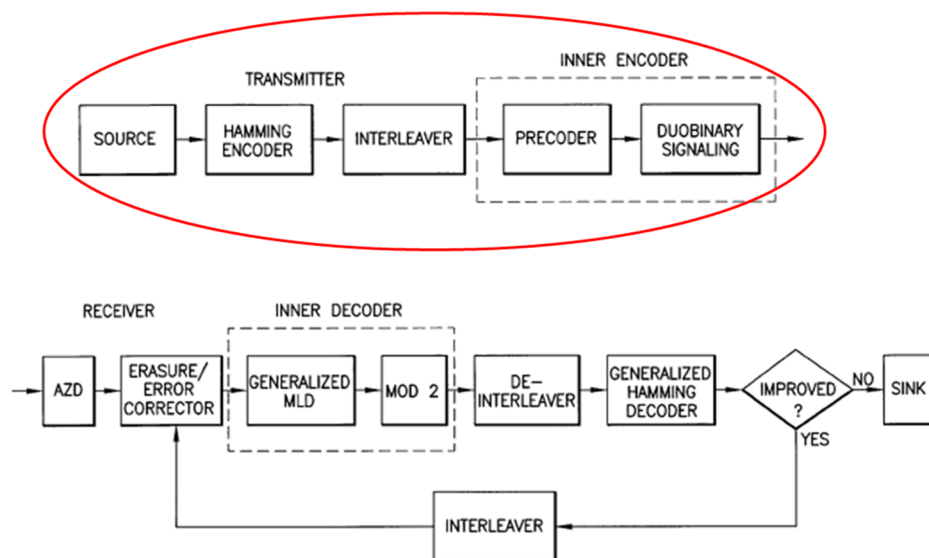 TRANSMITTER
INNER ENCODER
SOURCE
HAMMING
ENCODER
INTERLEAVER
PRECODER
DUOBINARY
SIGNALING
RECEIVER
INNER DECODER
AZD
ERASURE/
ERROR
CORRECTOR
GENERALIZED
MLD
MOD 2
DE-
INTERLEAVER
GENERALIZED
HAMMING
DECODER
IMPROVED
?
NO
SINK
YES
INTERLEAVER